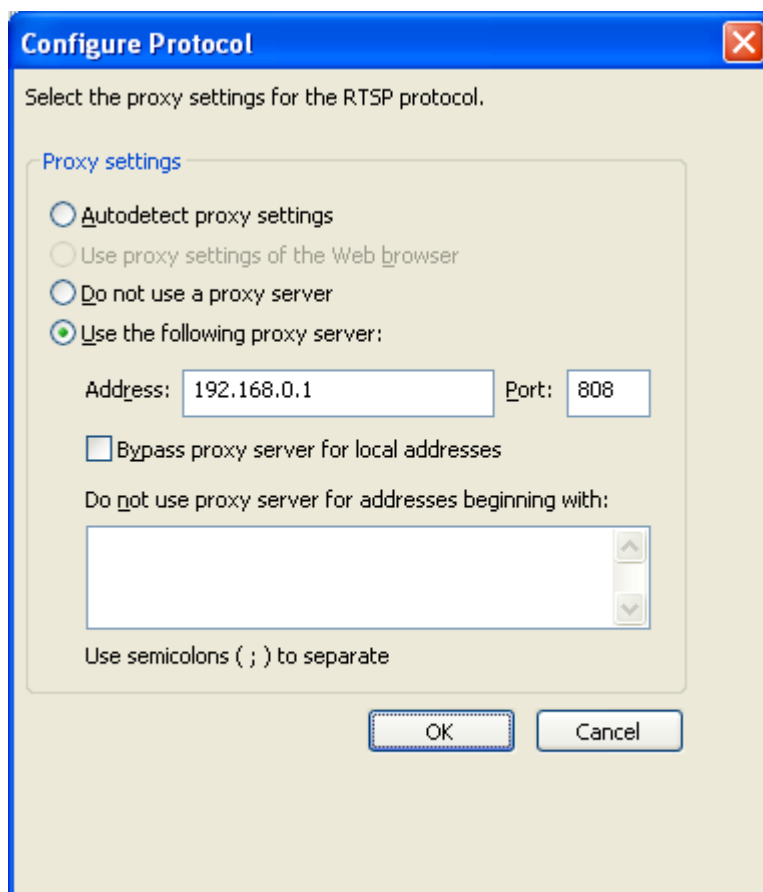 Configure Protocol
Select the proxy settings for the RTSP protocol.
Proxy settings
Autodetect proxy settings
Use proxy settings of the Web browser
Do not use a proxy server
Use the following proxy server:
Address: 192.168.0.1 Port: 808
Bypass proxy server for local addresses
Do not use proxy server for addresses beginning with:
Use semicolons ( ; ) to separate
OK Cancel